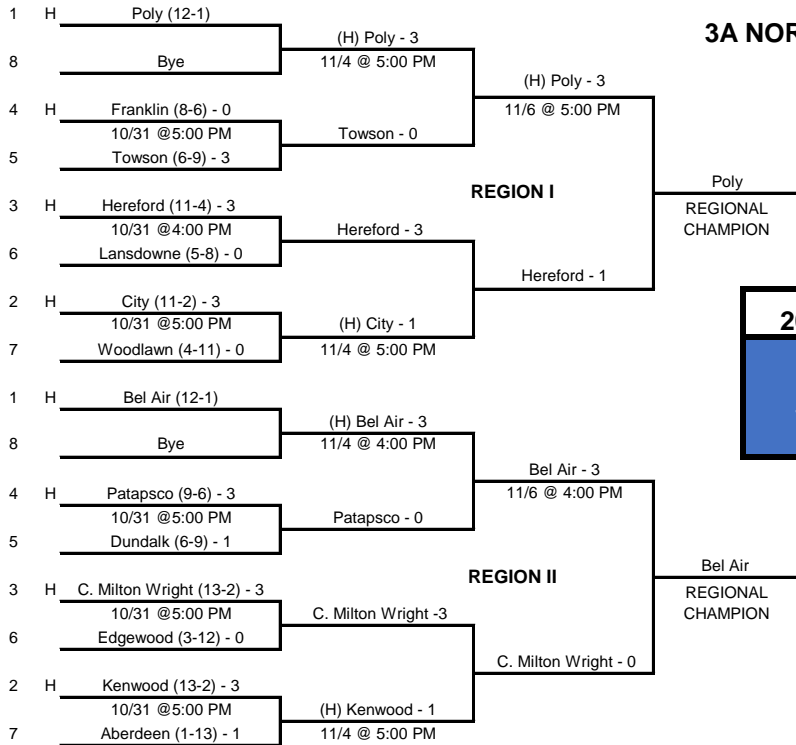 3A NOR
1 H Poly (12-1)
(H) Poly - 3
8 Bye
11/4 @ 5:00 PM
(H) Poly - 3
11/6 @ 5:00 PM
4 H Franklin (8-6) - 0
10/31 @5:00 PM
Towson - 0
5 Towson (6-9) - 3
REGION I
Poly
REGIONAL
CHAMPION
3 H Hereford (11-4) - 3
10/31 @4:00 PM
Hereford - 3
6 Lansdowne (5-8) - 0
Hereford - 1
2 H City (11-2) - 3
10/31 @5:00 PM
(H) City - 1
7 Woodlawn (4-11) - 0
11/4 @ 5:00 PM
1 H Bel Air (12-1)
(H) Bel Air - 3
8 Bye
11/4 @ 4:00 PM
Bel Air - 3
11/6 @ 4:00 PM
4 H Patapsco (9-6) - 3
10/31 @5:00 PM
Patapsco - 0
5 Dundalk (6-9) - 1
REGION II
Bel Air
REGIONAL
CHAMPION
3 H C. Milton Wright (13-2) - 3
10/31 @5:00 PM
C. Milton Wright -3
6 Edgewood (3-12) - 0
C. Milton Wright - 0
2 H Kenwood (13-2) - 3
10/31 @5:00 PM
(H) Kenwood - 1
7 Aberdeen (1-13) - 1
11/4 @ 5:00 PM